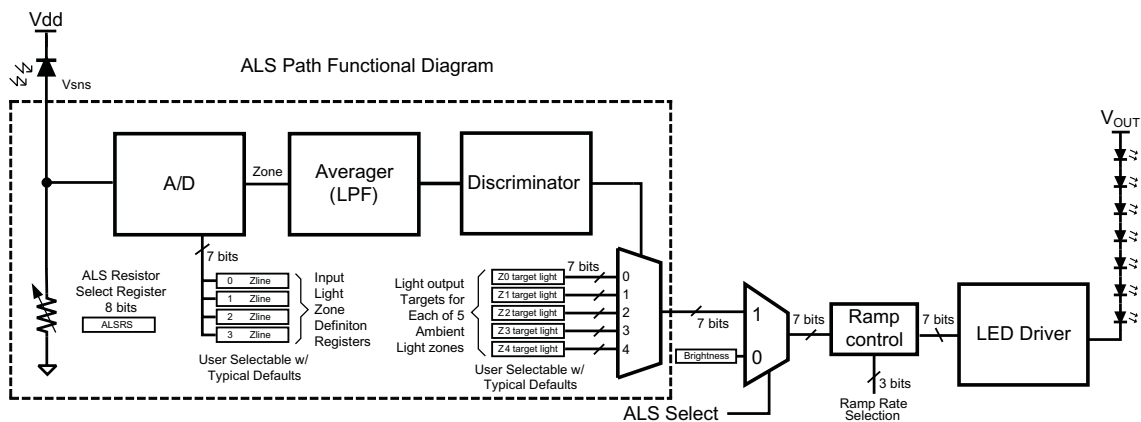 Vdd
ALS Path Functional Diagram
Vsns
V_OUT
A/D
Zone
Averager
(LPF)
Discriminator
7 bits
ALS Resistor
Select Register
8 bits
ALSRS
0 Zline
1 Zline
2 Zline
3 Zline
Input
Light
Zone
Definiton
Registers
User Selectable w/
Typical Defaults
Light output
Targets for
Each of 5
Ambient
Light zones
7 bits
Z0 target light
Z1 target light
Z2 target light
Z3 target light
Z4 target light
User Selectable w/
Typical Defaults
0
1
2
3
4
7 bits
Brightness
1
0
ALS Select
7 bits
Ramp
control
3 bits
Ramp Rate
Selection
7 bits
LED Driver